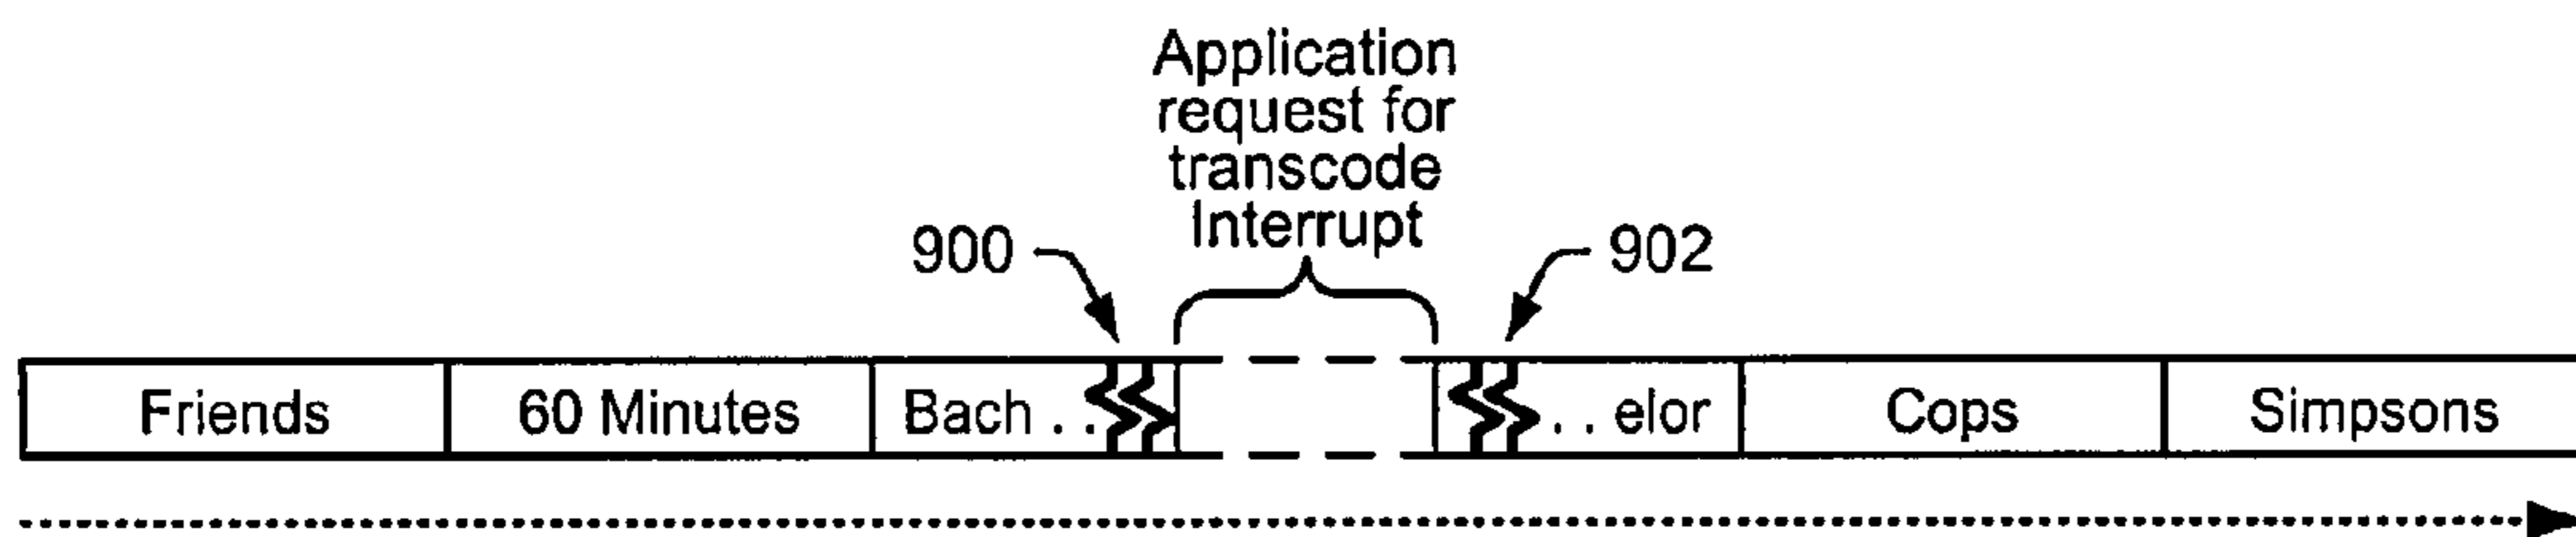 Application
request for
transcode
Interrupt
900
902
Friends
60 Minutes
Bach . .
. . elor
Cops
Simpsons